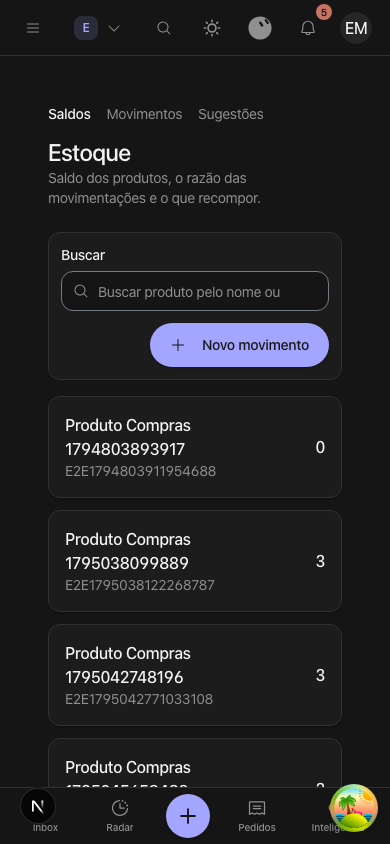 E
5
EM
Saldos Movimentos Sugestões
Estoque
Saldo dos produtos, o razão das
movimentações e o que recompor.
Buscar
Buscar produto pelo nome ou
Novo movimento
Produto Compras
1794803893917
0
E2E1794803911954688
Produto Compras
1795038099889
3
E2E1795038122268787
Produto Compras
1795042748196
3
E2E1795042771033108
Produto Compras
N
Inbox Radar Pedidos